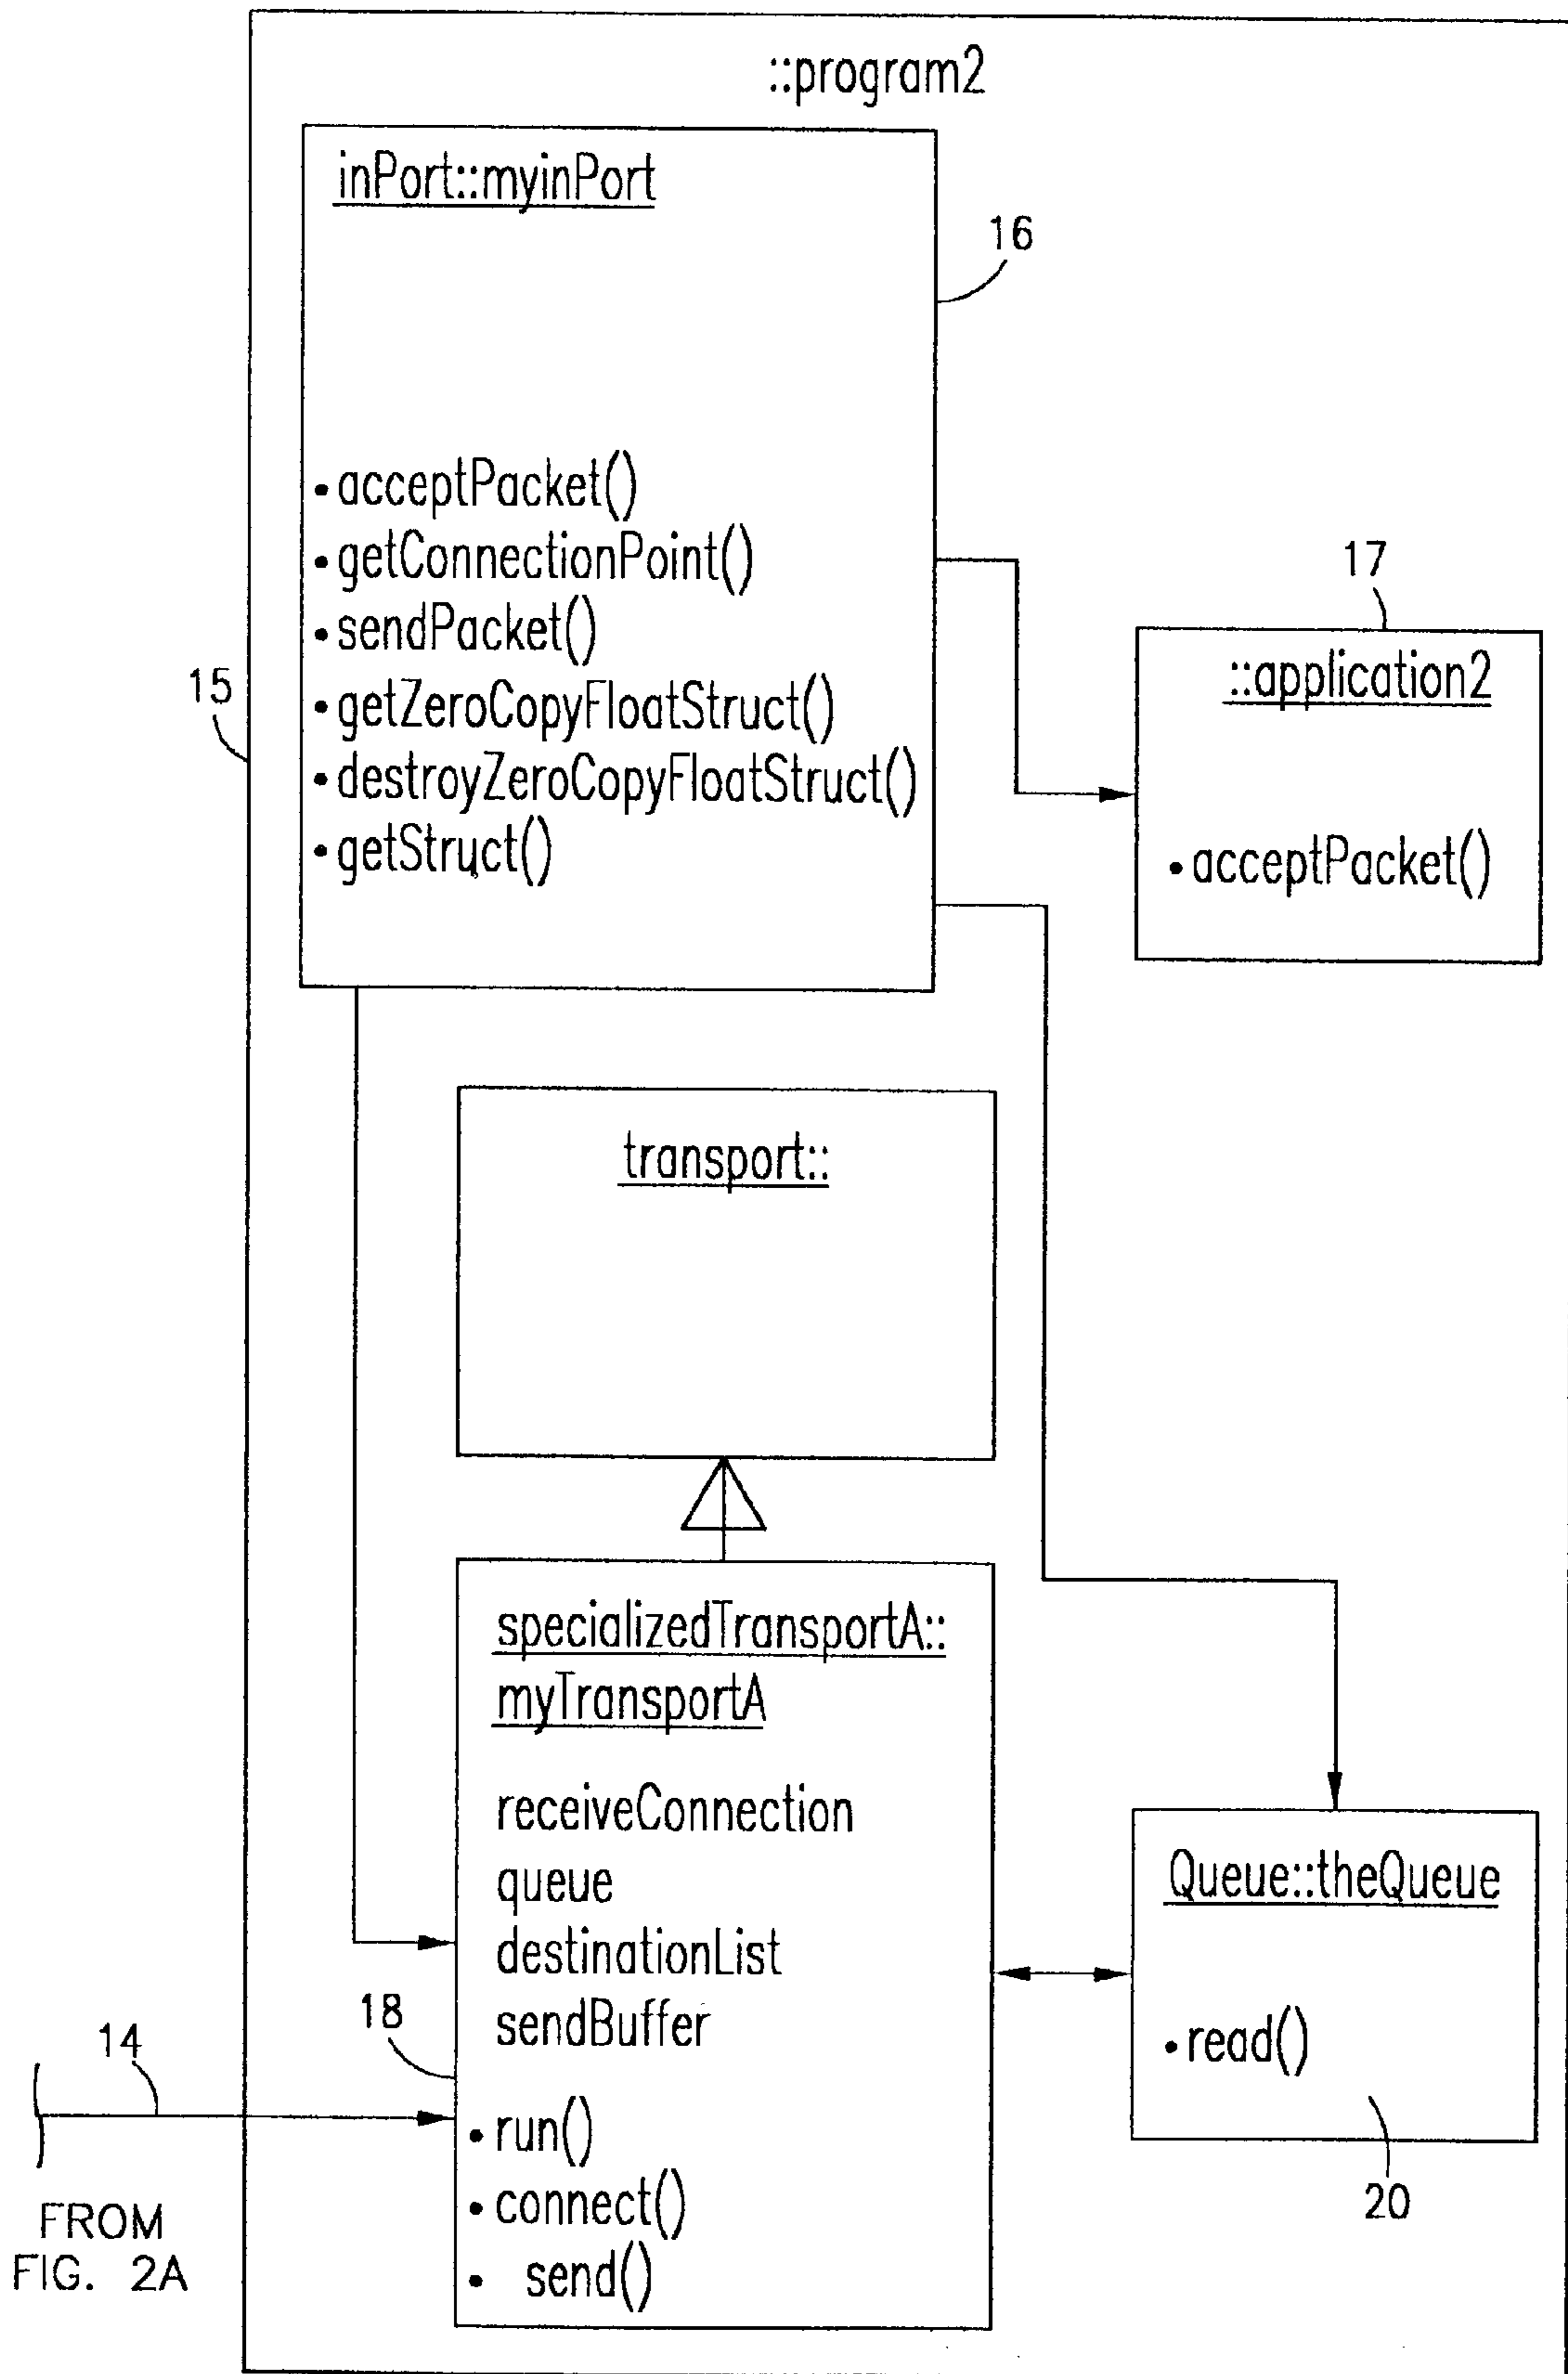 ::program2
inPort::myinPort
16
• acceptPacket()
• getConnectionPoint()
• sendPacket()
• getZeroCopyFloatStruct()
• destroyZeroCopyFloatStruct()
• getStruct()
15
17
::application2
• acceptPacket()
transport::
specializedTransportA::
myTransportA
receiveConnection
queue
destinationList
sendBuffer
18
• run()
• connect()
• send()
Queue::theQueue
• read()
20
14
FROM
FIG. 2A